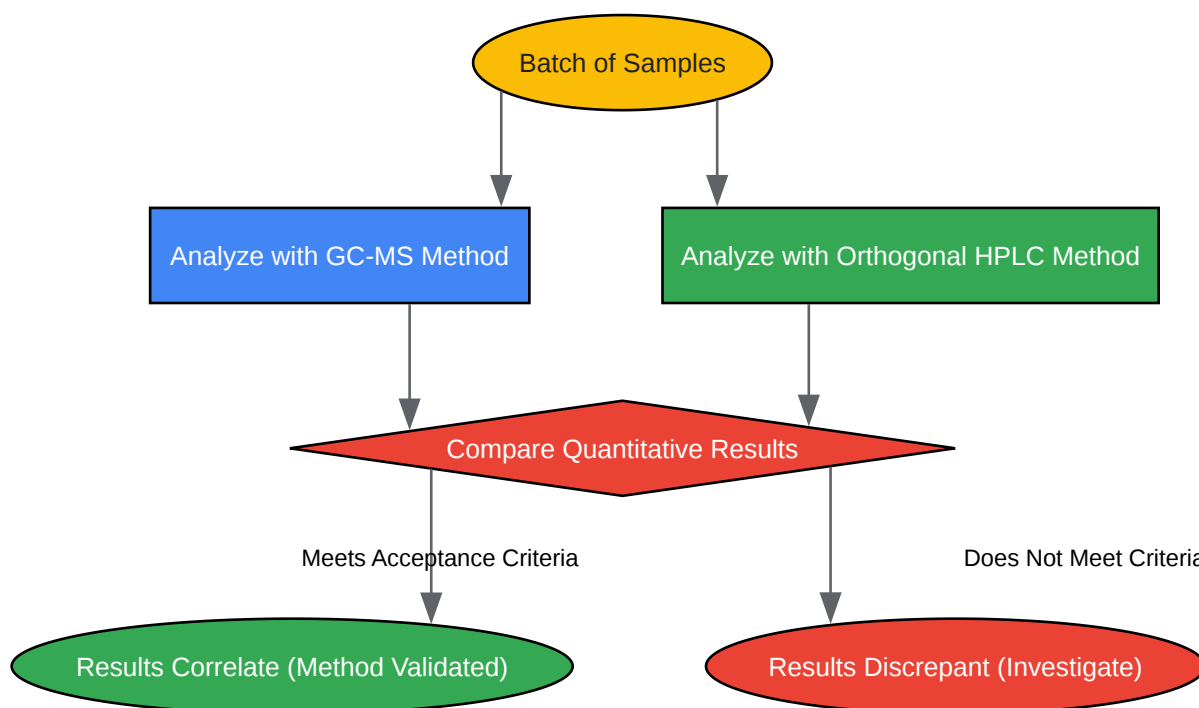 Batch of Samples
Analyze with GC-MS Method
Analyze with Orthogonal HPLC Method
Compare Quantitative Results
Meets Acceptance Criteria
Does Not Meet Criteria
Results Correlate (Method Validated)
Results Discrepant (Investigate)